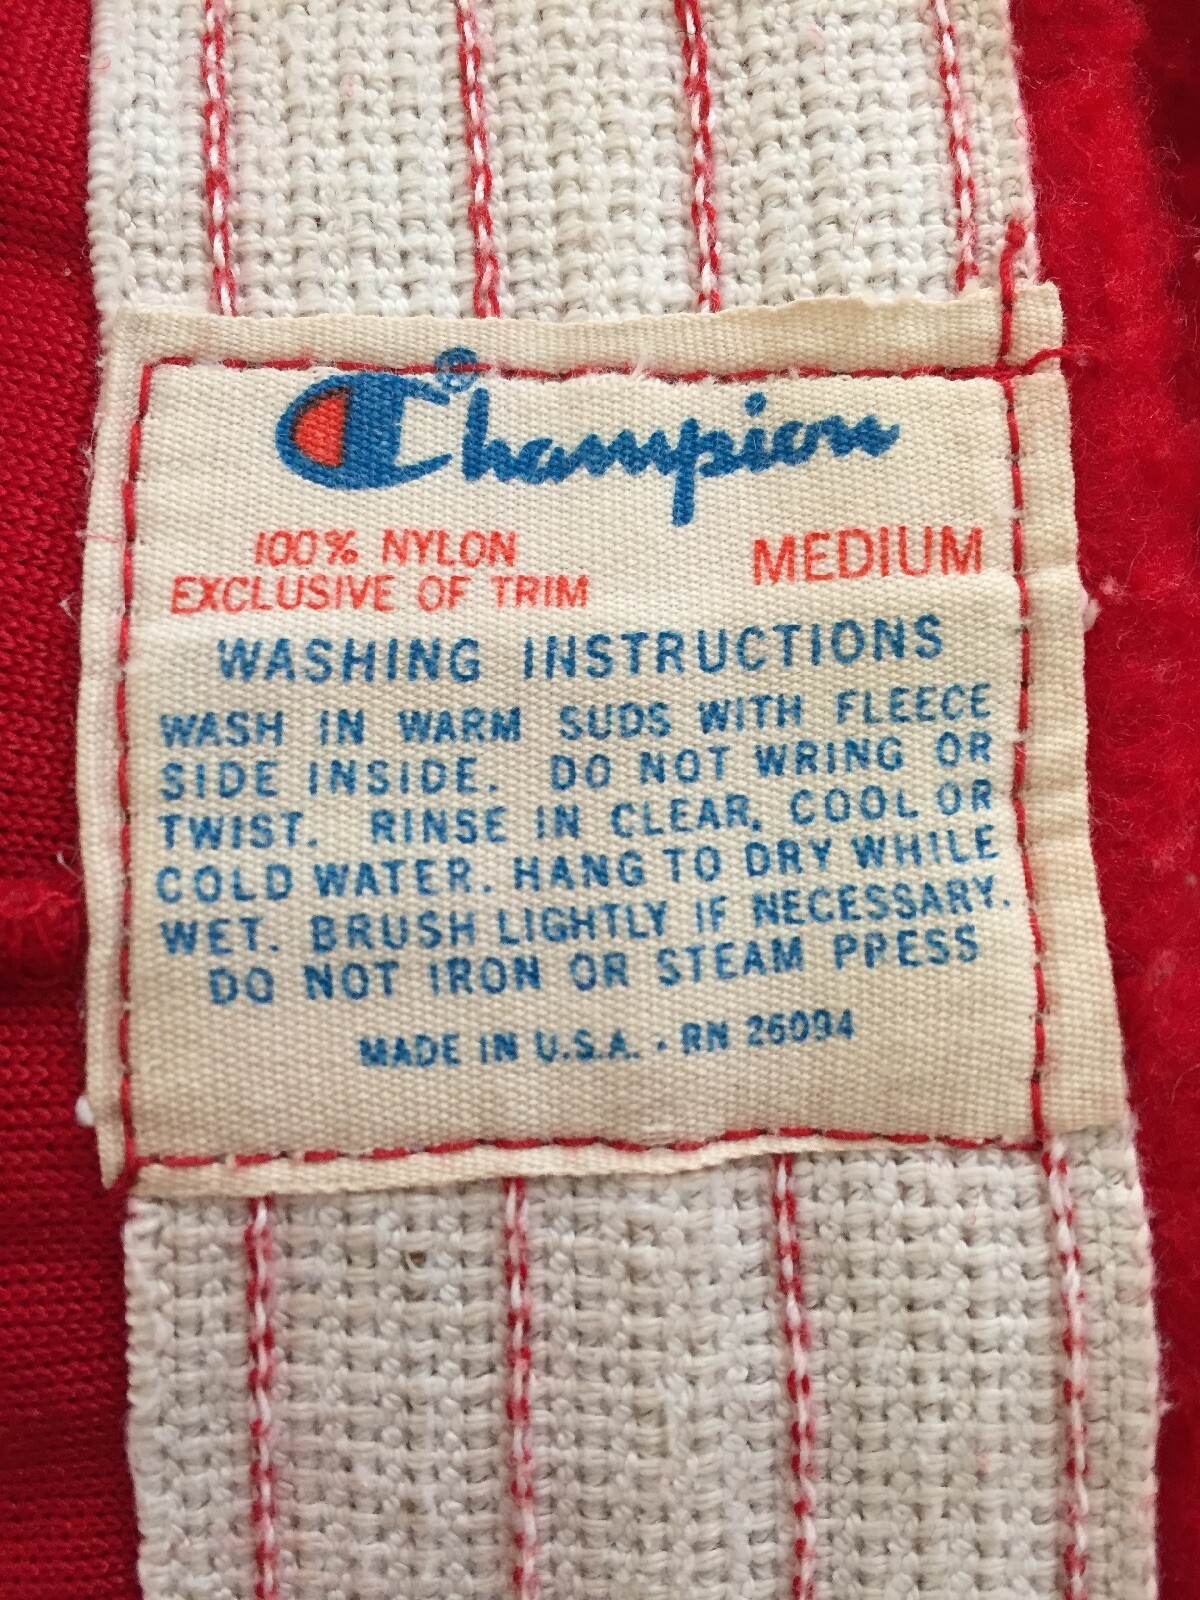 Champion®
100% NYLON
EXCLUSIVE OF TRIM
MEDIUM
WASHING INSTRUCTIONS
WASH IN WARM SUDS WITH FLEECE
SIDE INSIDE. DO NOT WRING OR
TWIST. RINSE IN CLEAR, COOL OR
COLD WATER. HANG TO DRY WHILE
WET. BRUSH LIGHTLY IF NECESSARY.
DO NOT IRON OR STEAM PRESS
MADE IN U.S.A. • RN 26094